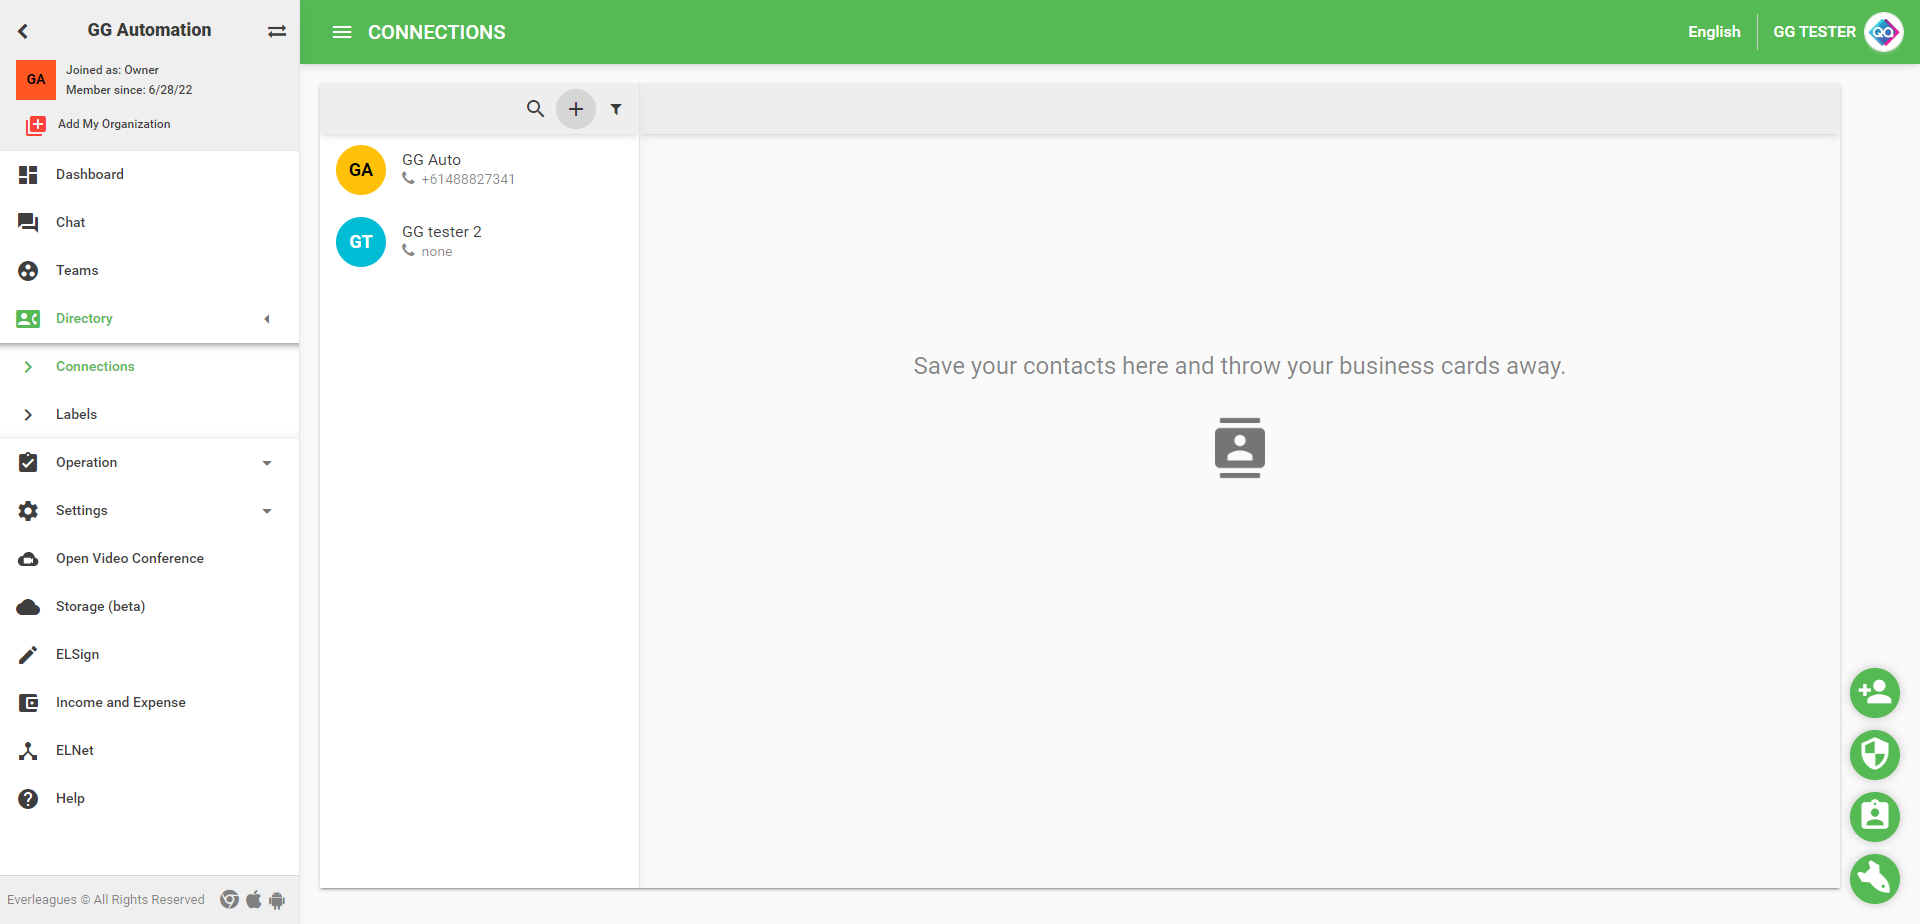 GG Automation
GA
Joined as: Owner
Member since: 6/28/22
Add My Organization
Dashboard
Chat
Teams
Directory
Connections
Labels
Operation
Settings
Open Video Conference
Storage (beta)
ELSign
Income and Expense
ELNet
Help
Everleagues © All Rights Reserved
CONNECTIONS
English
GG TESTER
QA
GA
GG Auto
+61488827341
GT
GG tester 2
none
Save your contacts here and throw your business cards away.